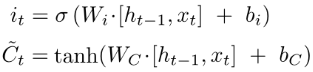 i_t = σ (W_i·[h_{t−1}, x_t] + b_i)
C̃_t = tanh(W_C·[h_{t−1}, x_t] + b_C)